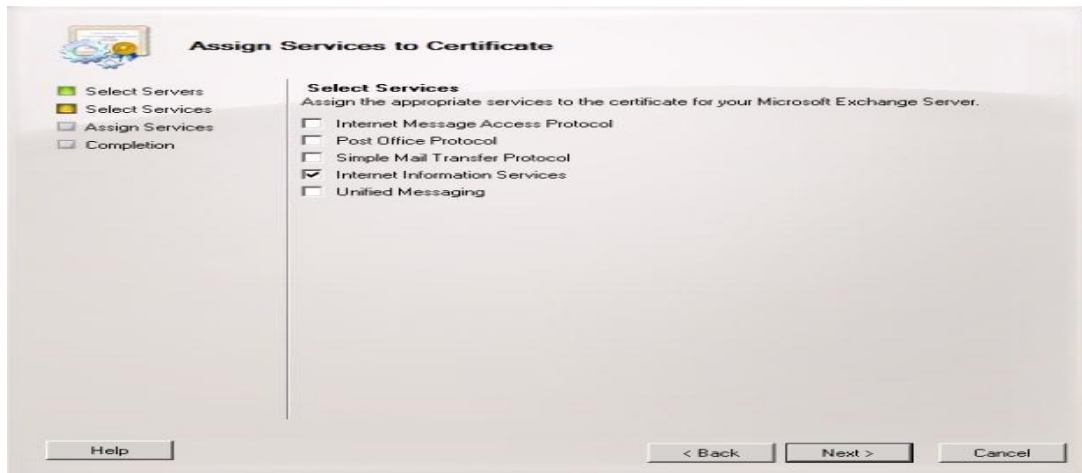 Assign Services to Certificate
Select Servers
Select Services
Assign Services
Completion
Select Services
Assign the appropriate services to the certificate for your Microsoft Exchange Server.
Internet Message Access Protocol
Post Office Protocol
Simple Mail Transfer Protocol
Internet Information Services
Unified Messaging
Help
< Back
Next >
Cancel